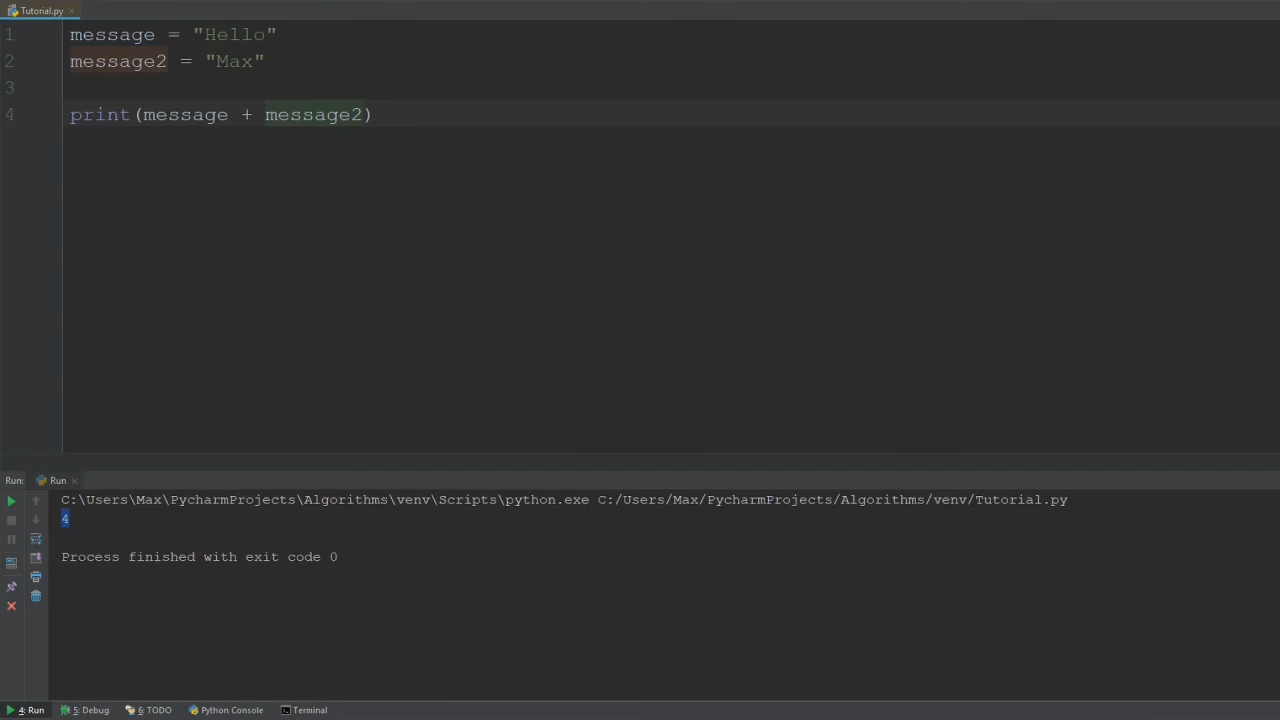 Tutorial.py
1 message = "Hello"
2 message2 = "Max"
3
4 print(message + message2)
Run: Run
C:\Users\Max\PycharmProjects\Algorithms\venv\Scripts\python.exe C:/Users/Max/PycharmProjects/Algorithms/venv/Tutorial.py
4
Process finished with exit code 0
4: Run 5: Debug 6: TODO Python Console Terminal